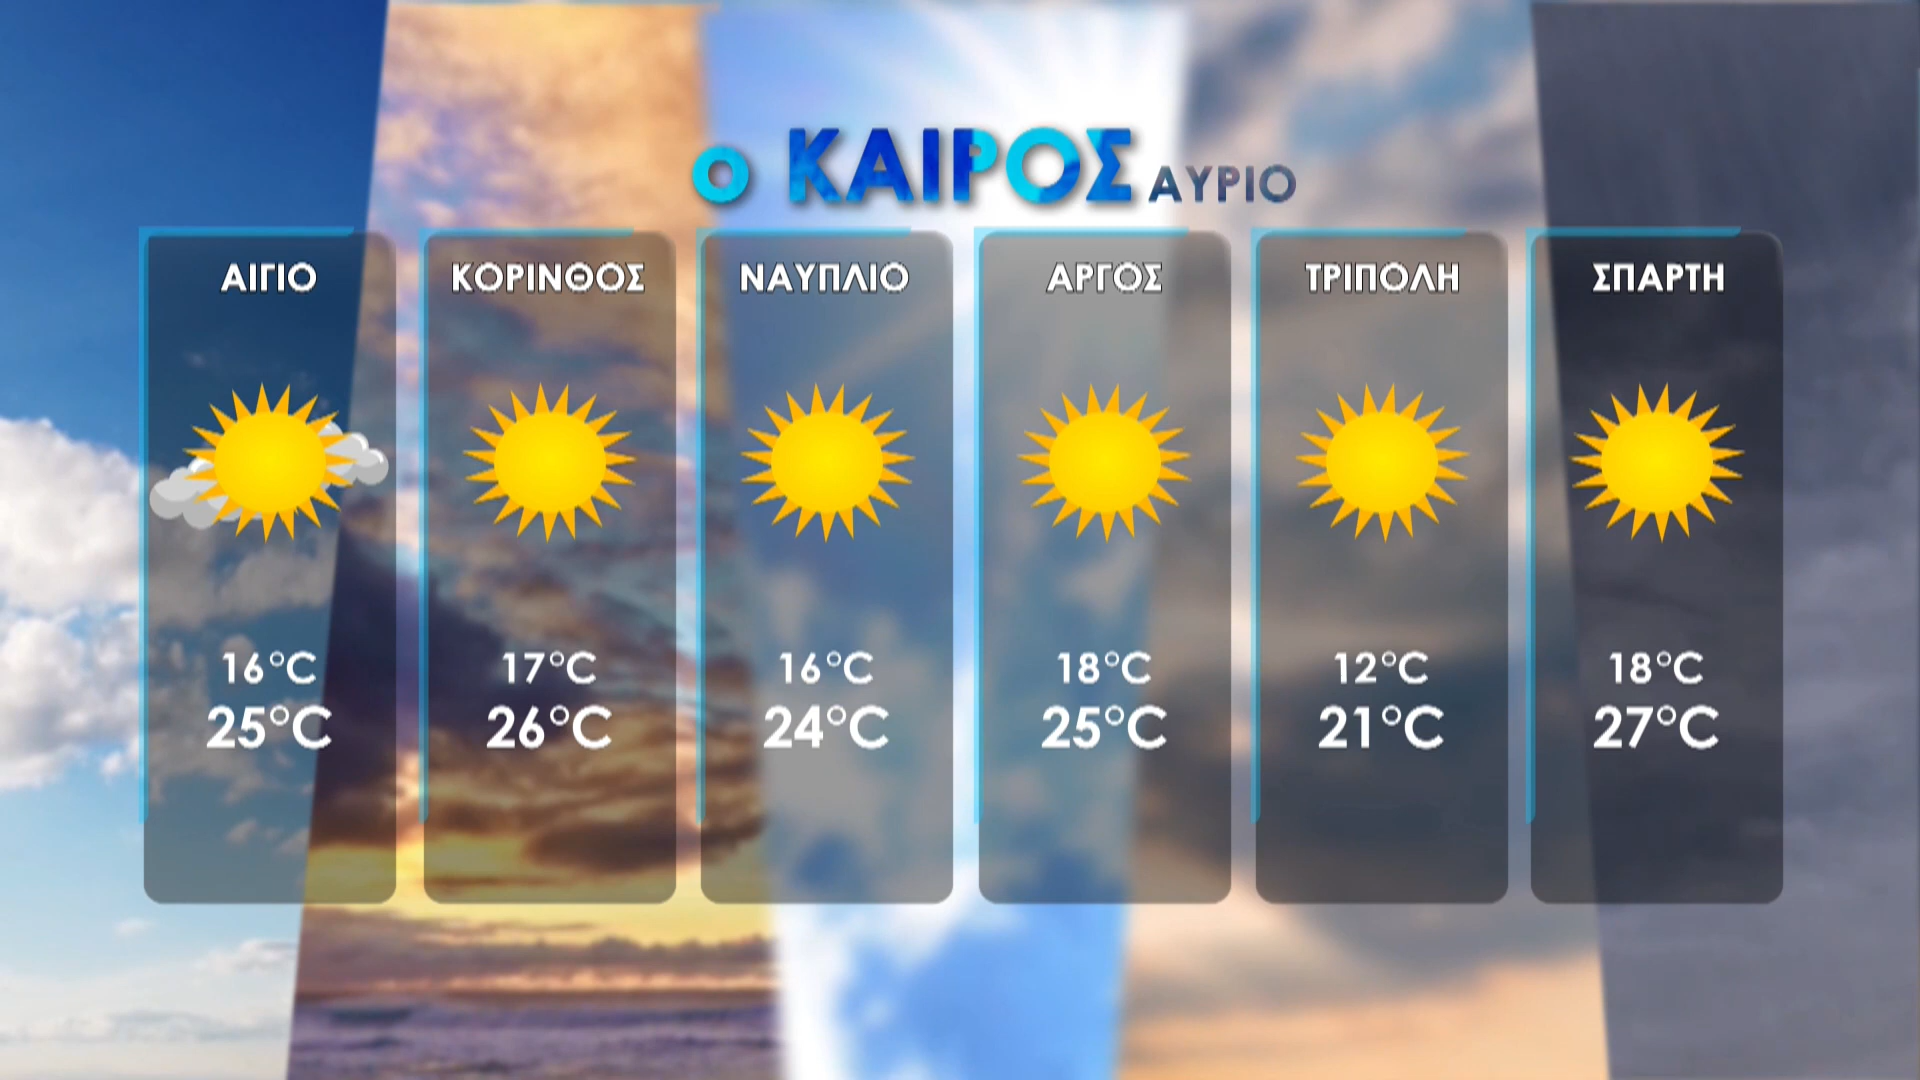 ο ΚΑΙΡΟΣ ΑΥΡΙΟ
ΑΙΓΙΟ
16°C
25°C
ΚΟΡΙΝΘΟΣ
17°C
26°C
ΝΑΥΠΛΙΟ
16°C
24°C
ΑΡΓΟΣ
18°C
25°C
ΤΡΙΠΟΛΗ
12°C
21°C
ΣΠΑΡΤΗ
18°C
27°C